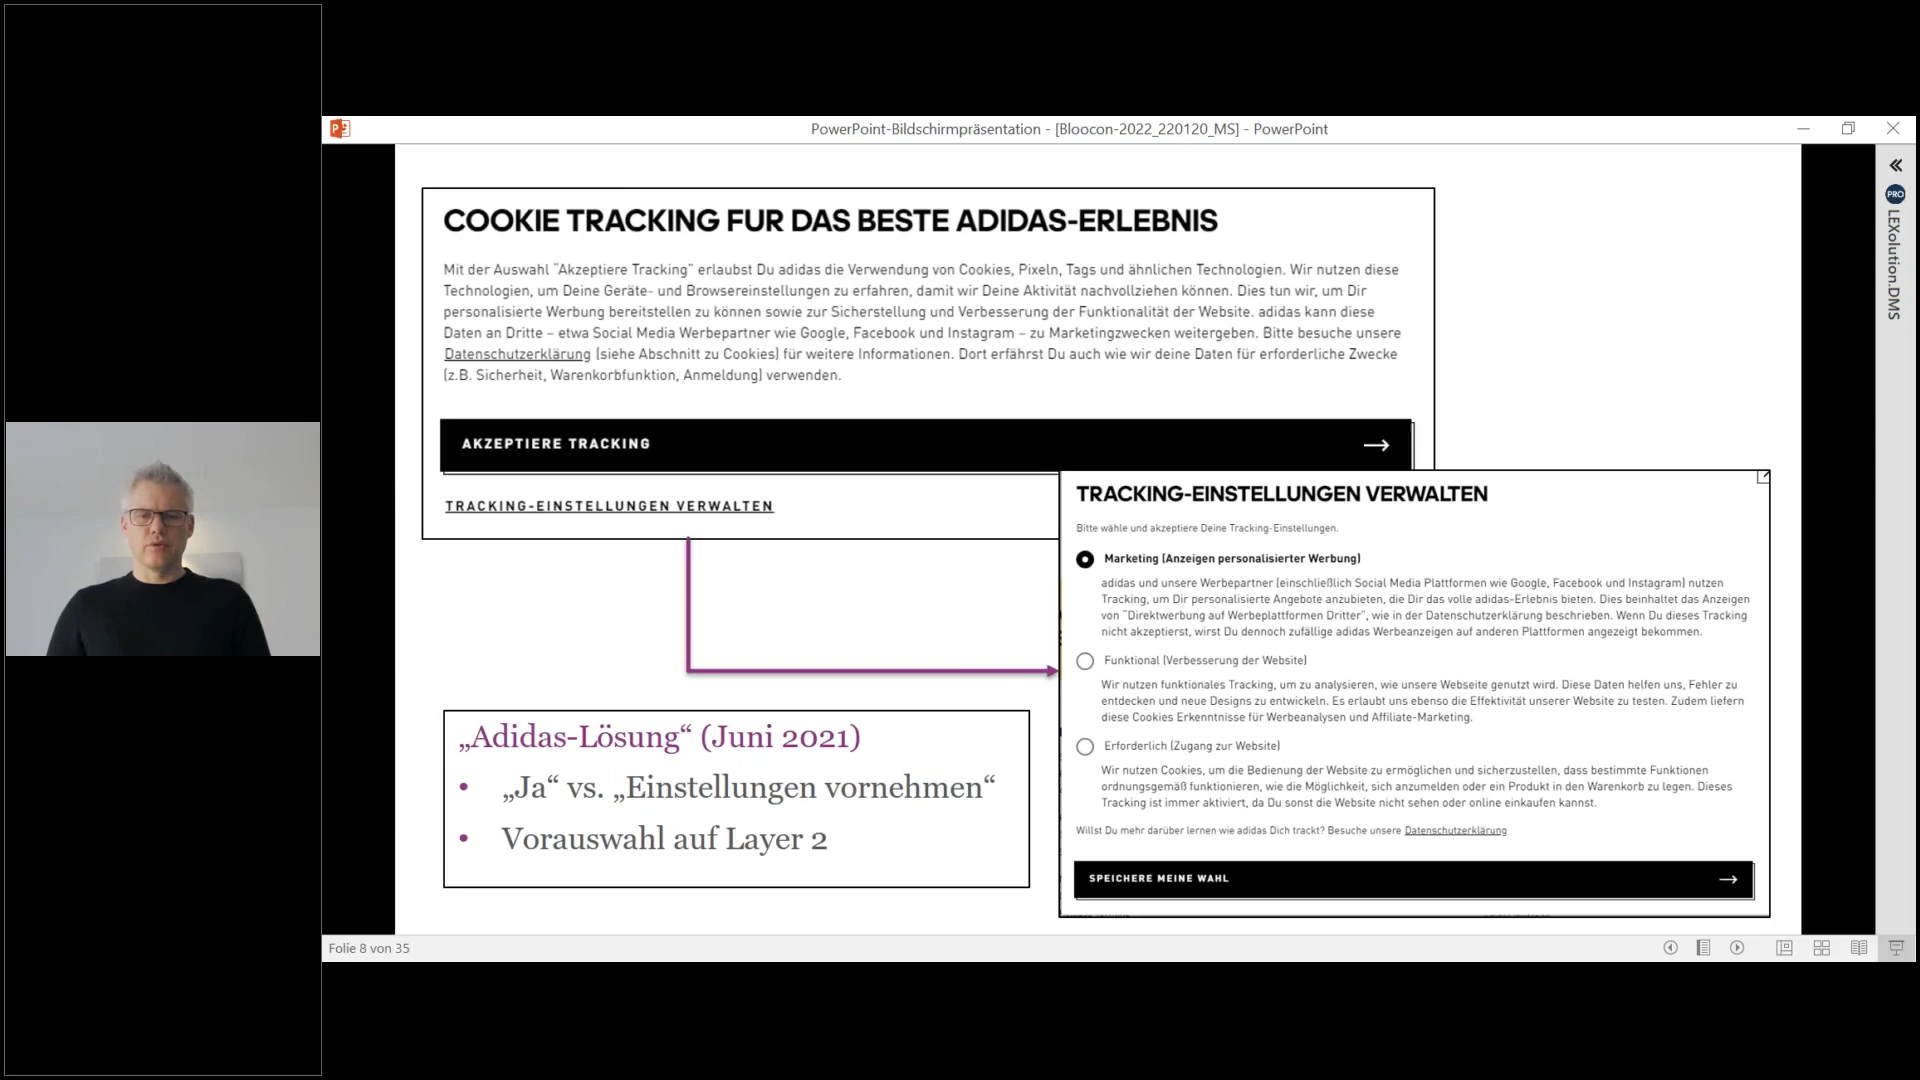 PowerPoint-Bildschirmpräsentation - [Bloocon-2022_220120_MS] - PowerPoint
COOKIE TRACKING FUR DAS BESTE ADIDAS-ERLEBNIS
Mit der Auswahl "Akzeptiere Tracking" erlaubst Du adidas die Verwendung von Cookies, Pixeln, Tags und ähnlichen Technologien. Wir nutzen diese
Technologien, um Deine Geräte- und Browsereinstellungen zu erfahren, damit wir Deine Aktivität nachvollziehen können. Dies tun wir, um Dir
personalisierte Werbung bereitstellen zu können sowie zur Sicherstellung und Verbesserung der Funktionalität der Website. adidas kann diese
Daten an Dritte – etwa Social Media Werbepartner wie Google, Facebook und Instagram – zu Marketingzwecken weitergeben. Bitte besuche unsere
Datenschutzerklärung (siehe Abschnitt zu Cookies) für weitere Informationen. Dort erfährst Du auch wie wir deine Daten für erforderliche Zwecke
(z.B. Sicherheit, Warenkorbfunktion, Anmeldung) verwenden.
AKZEPTIERE TRACKING
TRACKING-EINSTELLUNGEN VERWALTEN
TRACKING-EINSTELLUNGEN VERWALTEN
Bitte wähle und akzeptiere Deine Tracking-Einstellungen.
Marketing (Anzeigen personalisierter Werbung)
adidas und unsere Werbepartner (einschließlich Social Media Plattformen wie Google, Facebook und Instagram) nutzen
Tracking, um Dir personalisierte Angebote anzubieten, die Dir das volle adidas-Erlebnis bieten. Dies beinhaltet das Anzeigen
von "Direktwerbung auf Werbeplattformen Dritter", wie in der Datenschutzerklärung beschrieben. Wenn Du dieses Tracking
nicht akzeptierst, wirst Du dennoch zufällige adidas Werbeanzeigen auf anderen Plattformen angezeigt bekommen.
Funktional (Verbesserung der Website)
Wir nutzen funktionales Tracking, um zu analysieren, wie unsere Webseite genutzt wird. Diese Daten helfen uns, Fehler zu
entdecken und neue Designs zu entwickeln. Es erlaubt uns ebenso die Effektivität unserer Website zu testen. Zudem liefern
diese Cookies Erkenntnisse für Werbeanalysen und Affiliate-Marketing.
Erforderlich (Zugang zur Website)
Wir nutzen Cookies, um die Bedienung der Website zu ermöglichen und sicherzustellen, dass bestimmte Funktionen
ordnungsgemäß funktionieren, wie die Möglichkeit, sich anzumelden oder ein Produkt in den Warenkorb zu legen. Dieses
Tracking ist immer aktiviert, da Du sonst die Website nicht sehen oder online einkaufen kannst.
Willst Du mehr darüber lernen wie adidas Dich trackt? Besuche unsere Datenschutzerklärung
SPEICHERE MEINE WAHL
„Adidas-Lösung“ (Juni 2021)
• „Ja“ vs. „Einstellungen vornehmen“
• Vorauswahl auf Layer 2
PRO
LEXolution.DMS
Folie 8 von 35